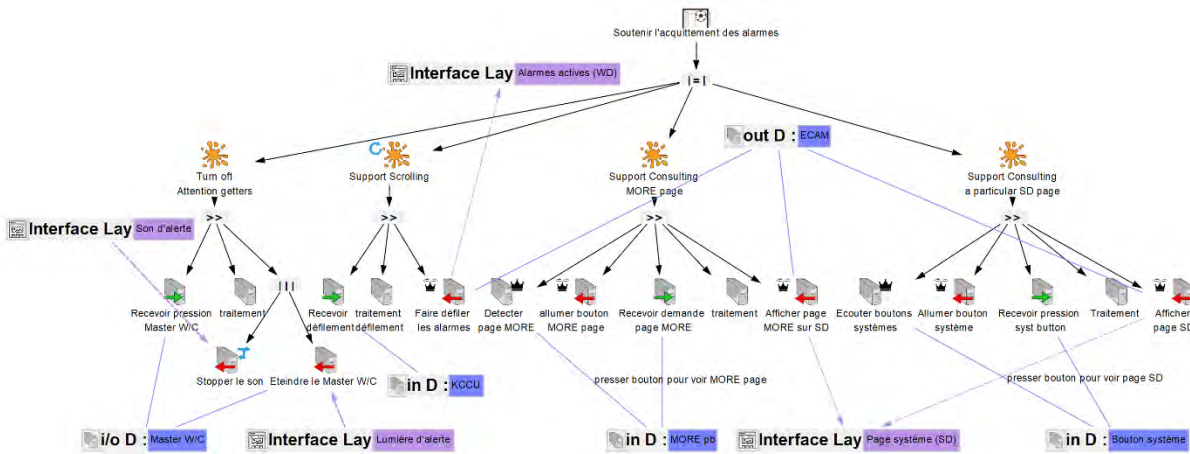 Soutenir l'acquittement des alarmes
|=|
Interface Lay Alarmes actives (WD)
out D : ECAM
Turn oft
Attention getters
Support Scrolling
Support Consulting
MORE page
Support Consulting
a particular SD page
>>
>>
>>
>>
Interface Lay Son d'alerte
|||
Recevoir pression
Master W/C
traitement
Recevoir
défilement
traitement
défilement
Faire défiler
les alarmes
Detecter
page MORE
allumer bouton
MORE page
Recevoir demande
page MORE
traitement
Afficher page
MORE sur SD
Ecouter boutons
systèmes
Allumer bouton
système
Recevoir pression
syst button
Traitement
Afficher
page SD
Stopper le son
Eteindre le Master W/C
in D : KCCU
presser bouton pour voir MORE page
presser bouton pour voir page SD
i/o D : Master W/C
Interface Lay Lumière d'alerte
in D : MORE pb
Interface Lay Page système (SD)
in D : Bouton système